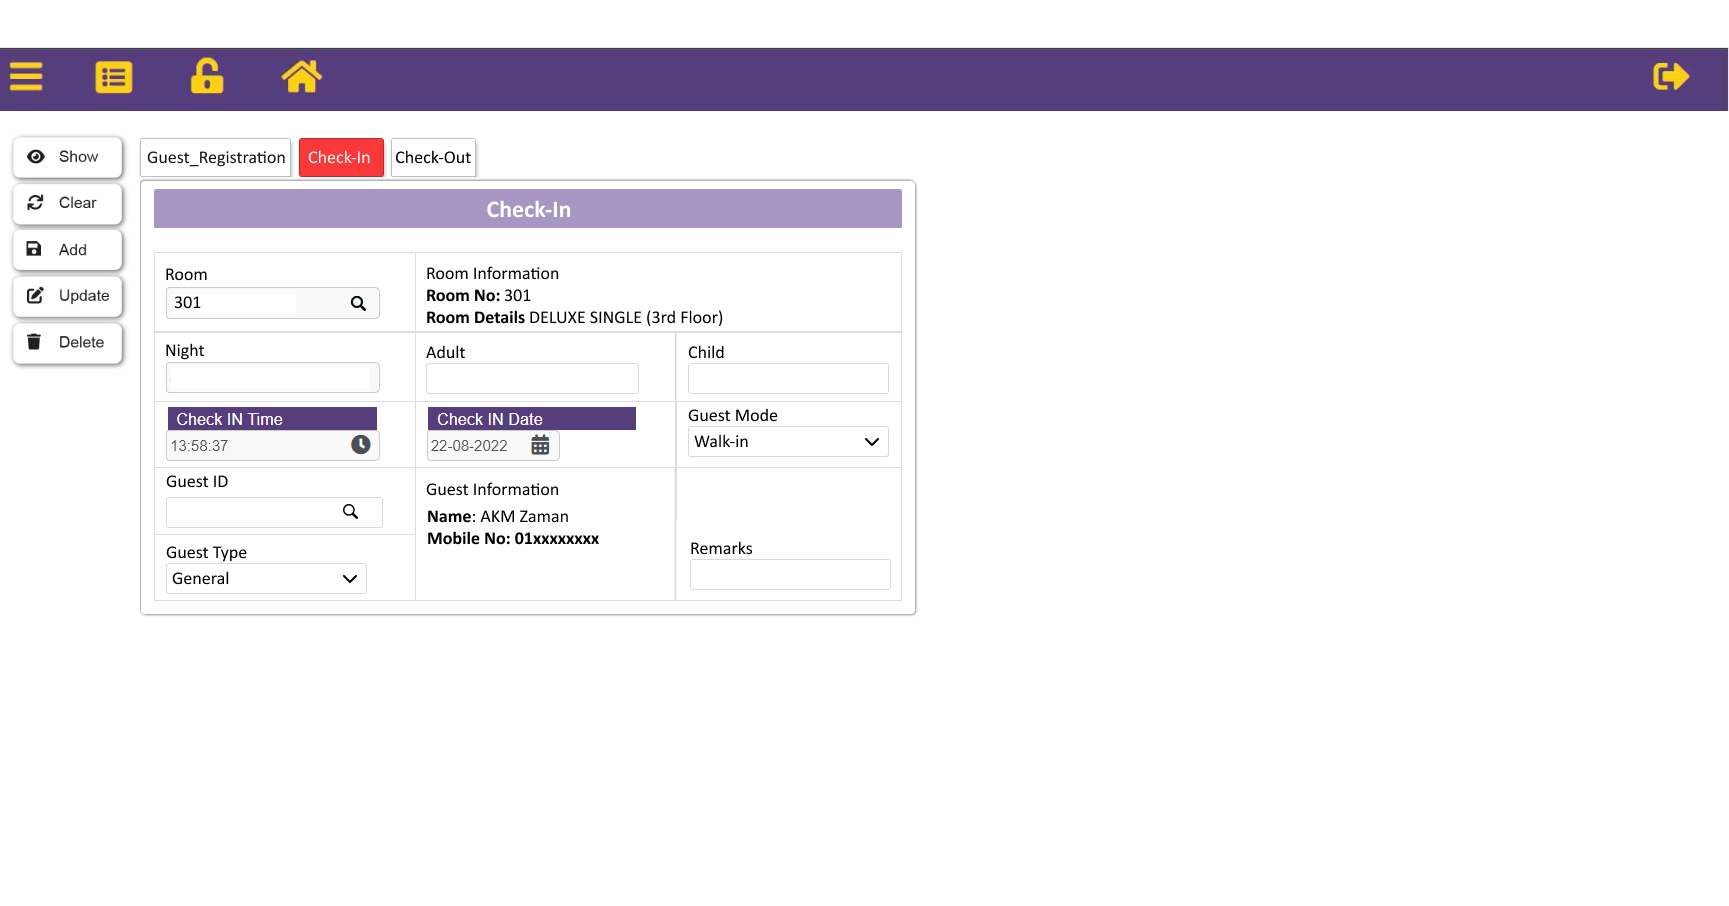 Show
Clear
Add
Update
Delete
Guest_Registration
Check-In
Check-Out
Check-In
Room
301
Room Information
Room No: 301
Room Details DELUXE SINGLE (3rd Floor)
Night
Adult
Child
Check IN Time
13:58:37
Check IN Date
22-08-2022
Guest Mode
Walk-in
Guest ID
Guest Information
Name: AKM Zaman
Mobile No: 01xxxxxxxx
Guest Type
General
Remarks